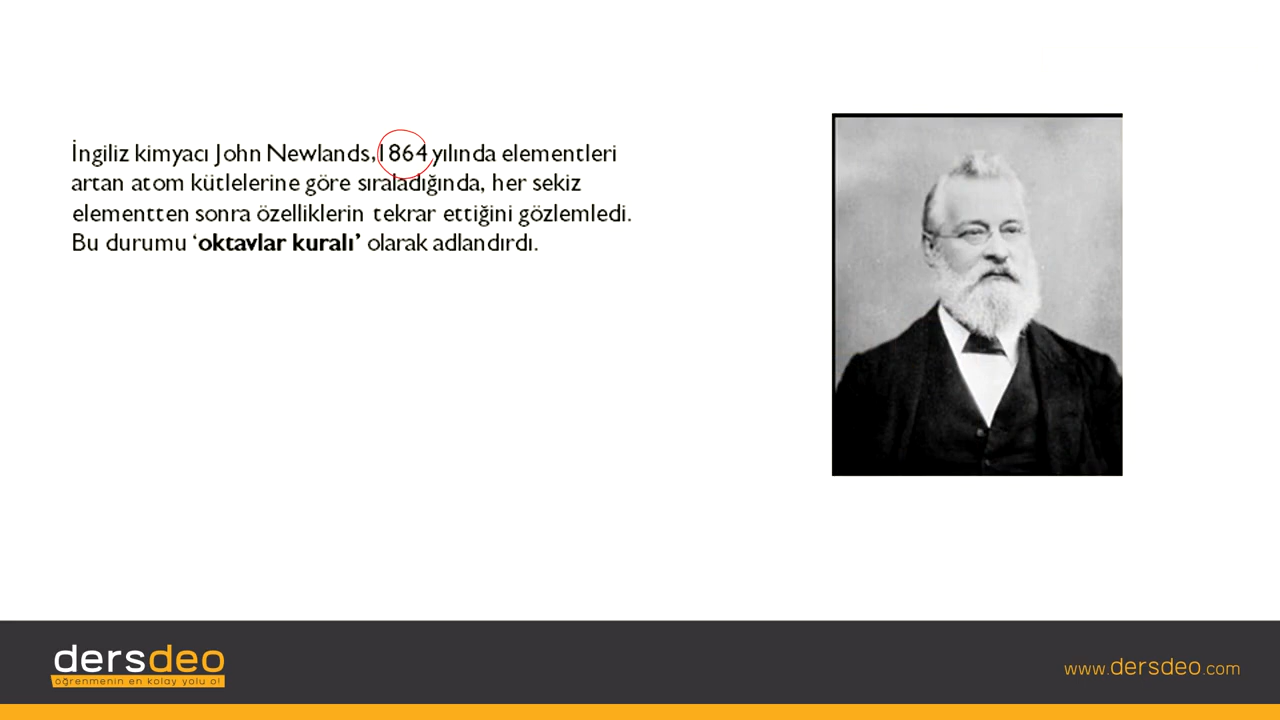 İngiliz kimyacı John Newlands,1864 yılında elementleri
artan atom kütlelerine göre sıraladığında, her sekiz
elementten sonra özelliklerin tekrar ettiğini gözlemledi.
Bu durumu ‘oktavlar kuralı’ olarak adlandırdı.
dersdeo
öğrenmenin en kolay yolu o!
www.dersdeo.com